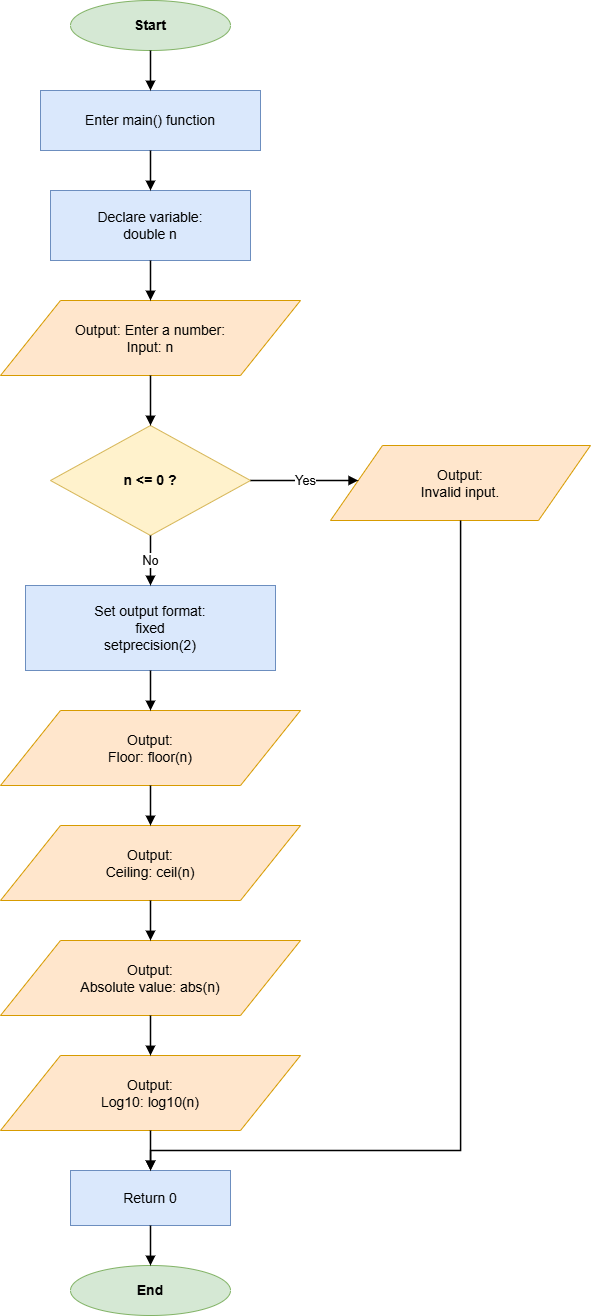 Start
Enter main() function
Declare variable:
double n
Output: Enter a number:
Input: n
n <= 0 ?
Yes
Output:
Invalid input.
No
Set output format:
fixed
setprecision(2)
Output:
Floor: floor(n)
Output:
Ceiling: ceil(n)
Output:
Absolute value: abs(n)
Output:
Log10: log10(n)
Return 0
End